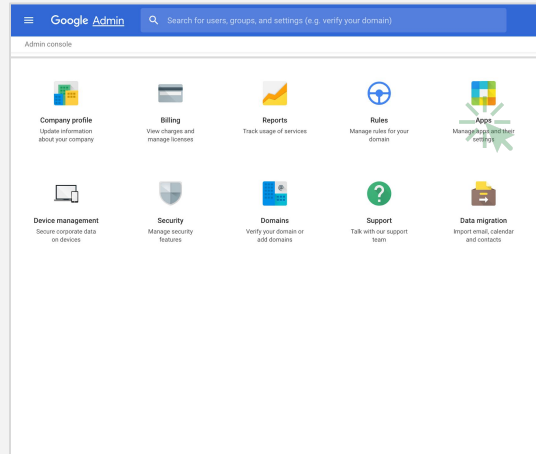 Google Admin
Search for users, groups, and settings (e.g. verify your domain)
Admin console
Company profile
Update information
about your company
Billing
View charges and
manage licenses
Reports
Track usage of services
Rules
Manage rules for your
domain
Apps
Manage apps and their
settings
Device management
Secure corporate data
on devices
Security
Manage security
features
Domains
Verify your domain or
add domains
Support
Talk with our support
team
Data migration
Import email, calendar
and contacts